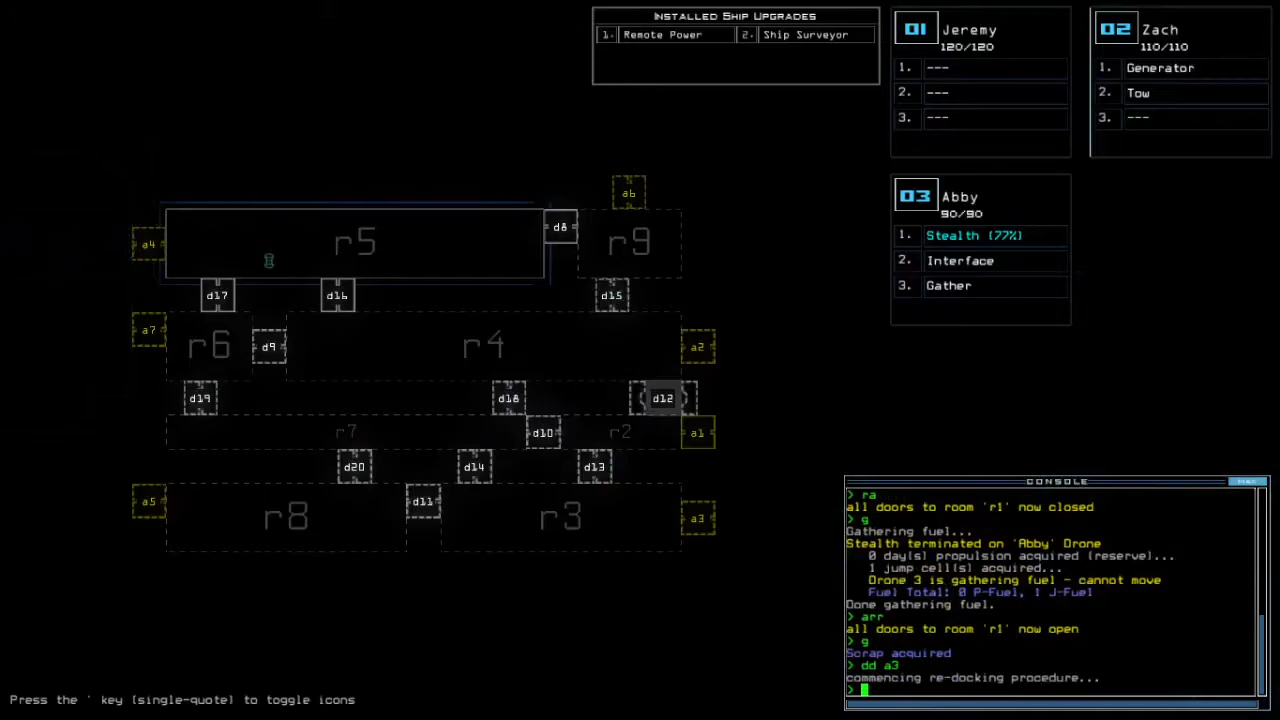 Installed Ship Upgrades
1. Remote Power 2. Ship Surveyor
01 Jeremy
120/120
1. ---
2. ---
3. ---
02 Zach
110/110
1. Generator
2. Tow
3. ---
03 Abby
90/90
1. Stealth (77%)
2. Interface
3. Gather
a6
a4 r5 d8 r9
d17 d16 d15
a7 r6 d9 r4 a2
d19 d18 d12
r7 d10 r2 a1
d20 d14 d13
a5 r8 d11 r3 a3
CONSOLE
> ra
all doors to room 'r1' now closed
> g
Gathering fuel...
Stealth terminated on 'Abby' Drone
0 day(s) propulsion acquired (reserve)...
1 jump cell(s) acquired...
Drone 3 is gathering fuel - cannot move
Fuel Total: 0 P-Fuel, 1 J-Fuel
Done gathering fuel.
> arr
all doors to room 'r1' now open
> g
Scrap acquired
> dd a3
commencing re-docking procedure...
>
Press the ' key (single-quote) to toggle icons